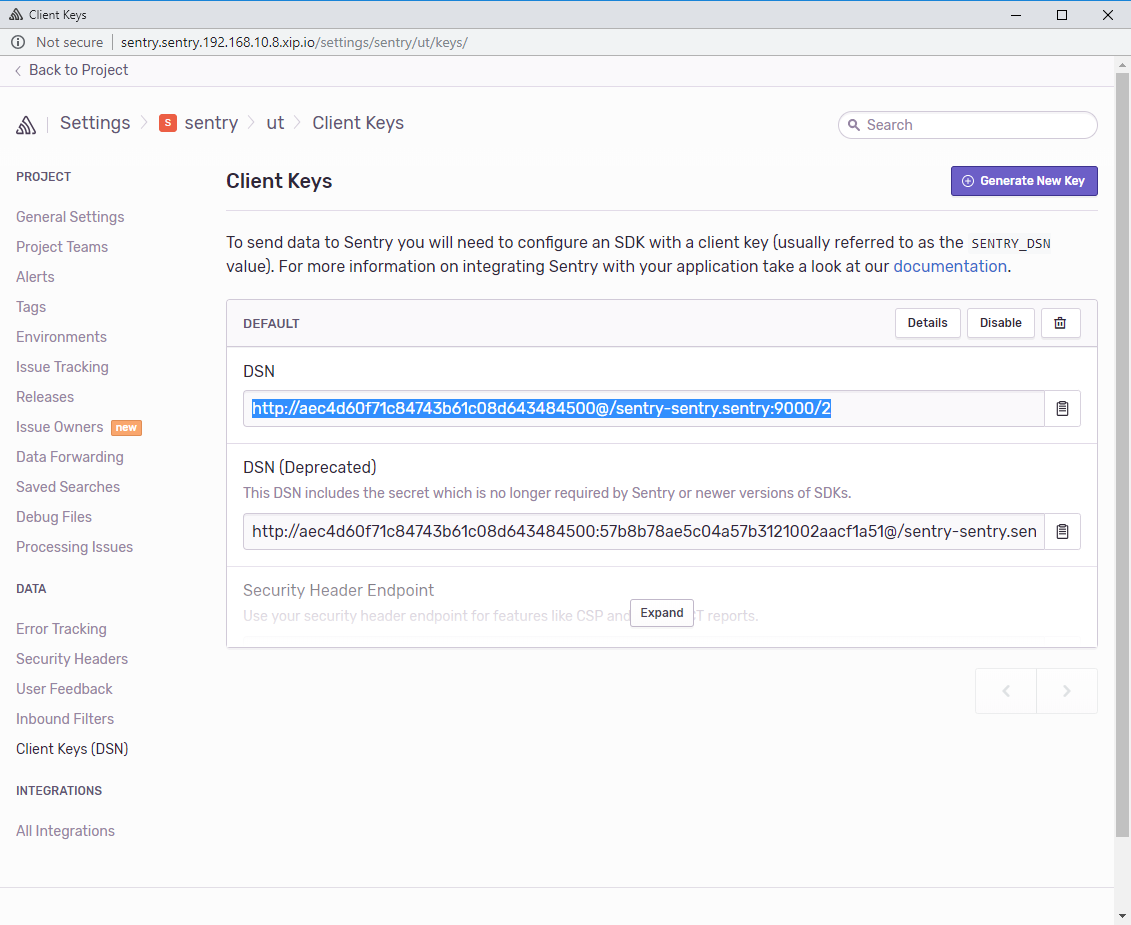 Client Keys
Not secure | sentry.sentry.192.168.10.8.xip.io/settings/sentry/ut/keys/
Back to Project
Settings > S sentry > ut > Client Keys
Search
PROJECT
General Settings
Project Teams
Alerts
Tags
Environments
Issue Tracking
Releases
Issue Owners new
Data Forwarding
Saved Searches
Debug Files
Processing Issues
DATA
Error Tracking
Security Headers
User Feedback
Inbound Filters
Client Keys (DSN)
INTEGRATIONS
All Integrations
Client Keys
Generate New Key
To send data to Sentry you will need to configure an SDK with a client key (usually referred to as the SENTRY_DSN
value). For more information on integrating Sentry with your application take a look at our documentation.
DEFAULT
Details
Disable
DSN
http://aec4d60f71c84743b61c08d643484500@/sentry-sentry.sentry:9000/2
DSN (Deprecated)
This DSN includes the secret which is no longer required by Sentry or newer versions of SDKs.
http://aec4d60f71c84743b61c08d643484500:57b8b78ae5c04a57b3121002aacf1a51@/sentry-sentry.sen
Security Header Endpoint
Use your security header endpoint for features like CSP and CT reports.
Expand